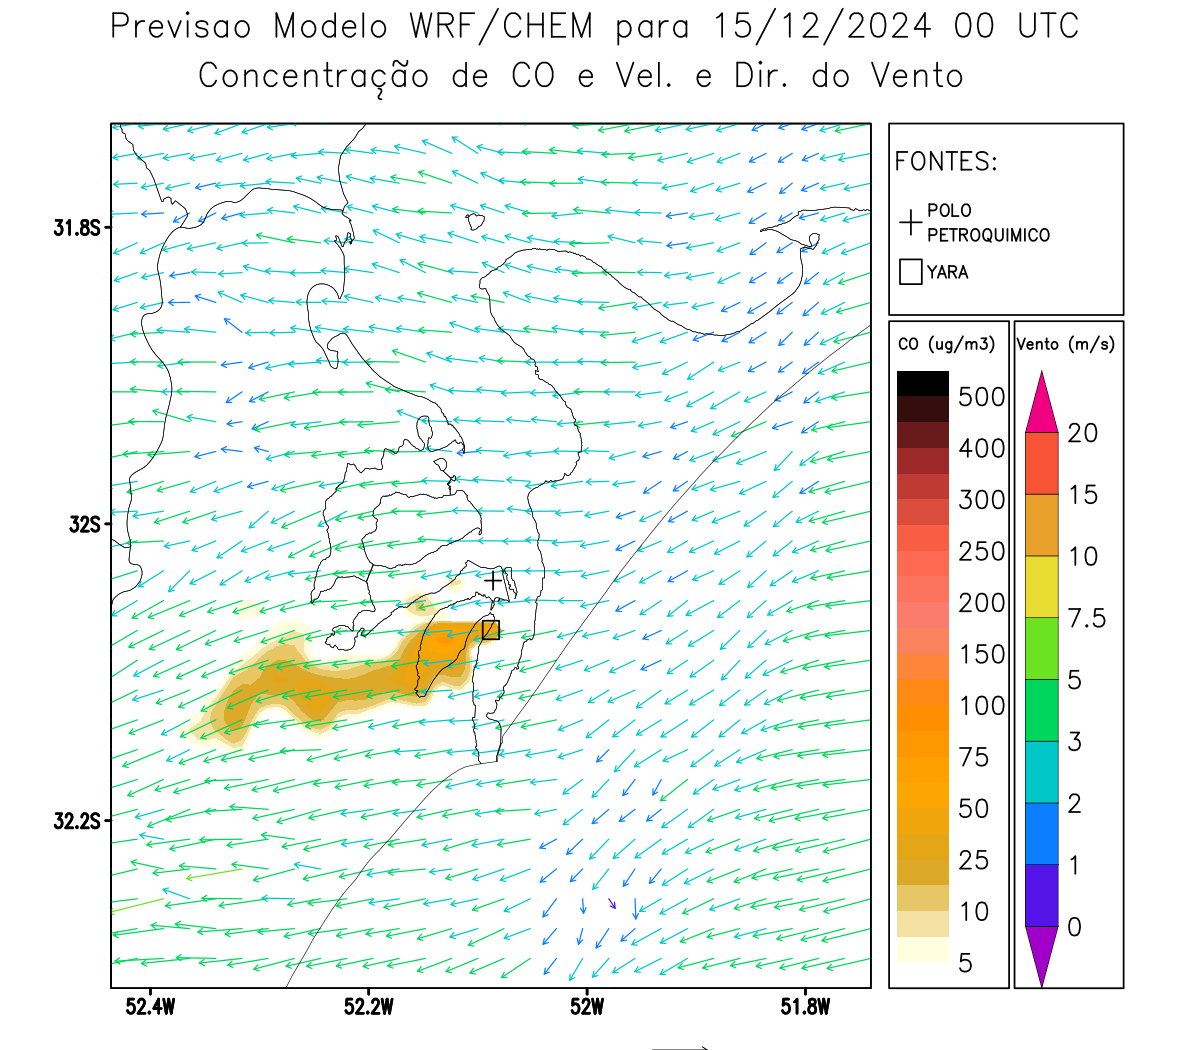 Previsao Modelo WRF/CHEM para 15/12/2024 00 UTC
Concentração de CO e Vel. e Dir. do Vento
FONTES:
POLO
PETROQUIMICO
YARA
31.8S
32S
32.2S
52.4W
52.2W
52W
51.8W
CO (ug/m3)
500
400
300
250
200
150
100
75
50
25
10
5
Vento (m/s)
20
15
10
7.5
5
3
2
1
0